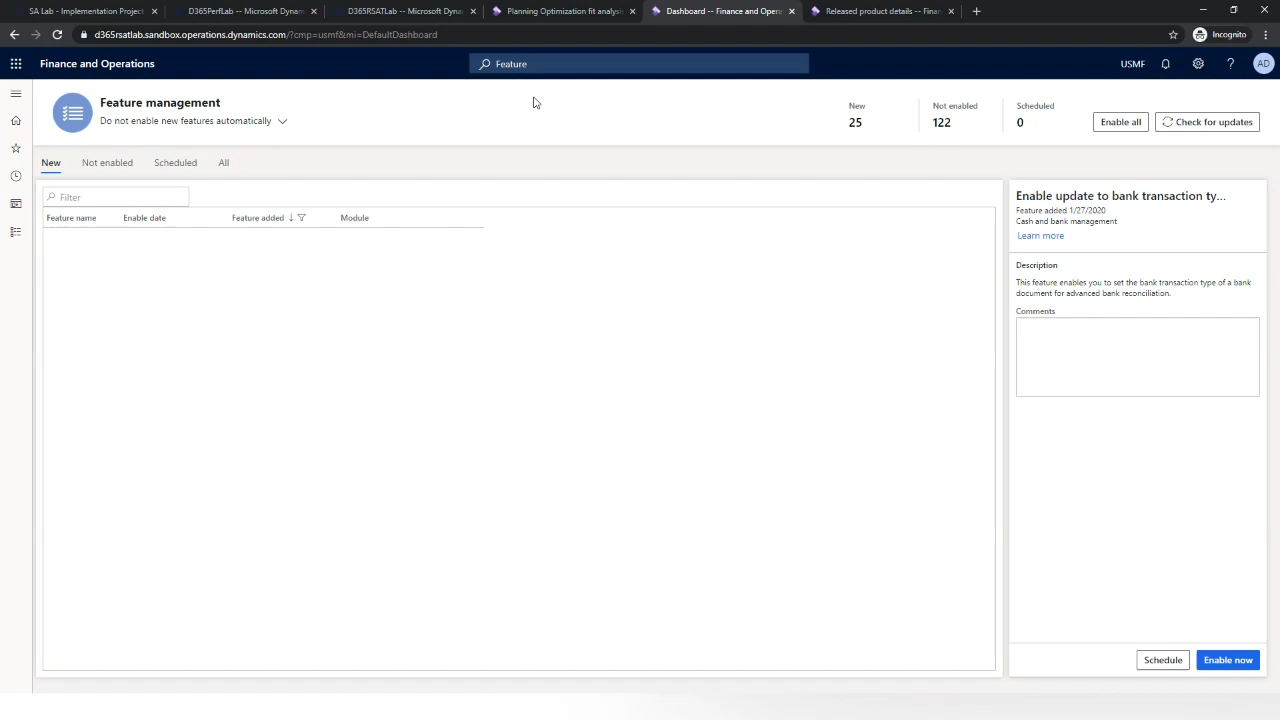 SA Lab - Implementation Project
D365PerfLab -- Microsoft Dynam
D365RSATLab -- Microsoft Dyna
Planning Optimization fit analysis
Dashboard -- Finance and Opera
Released product details -- Finan
d365rsatlab.sandbox.operations.dynamics.com/?cmp=usmf&mi=DefaultDashboard
Incognito
Finance and Operations
Feature
USMF
?
AD
Feature management
Do not enable new features automatically
New
25
Not enabled
122
Scheduled
0
Enable all
Check for updates
New
Not enabled
Scheduled
All
Filter
Feature name
Enable date
Feature added
Module
Enable update to bank transaction ty...
Feature added 1/27/2020
Cash and bank management
Learn more
Description
This feature enables you to set the bank transaction type of a bank
document for advanced bank reconciliation.
Comments
Schedule
Enable now